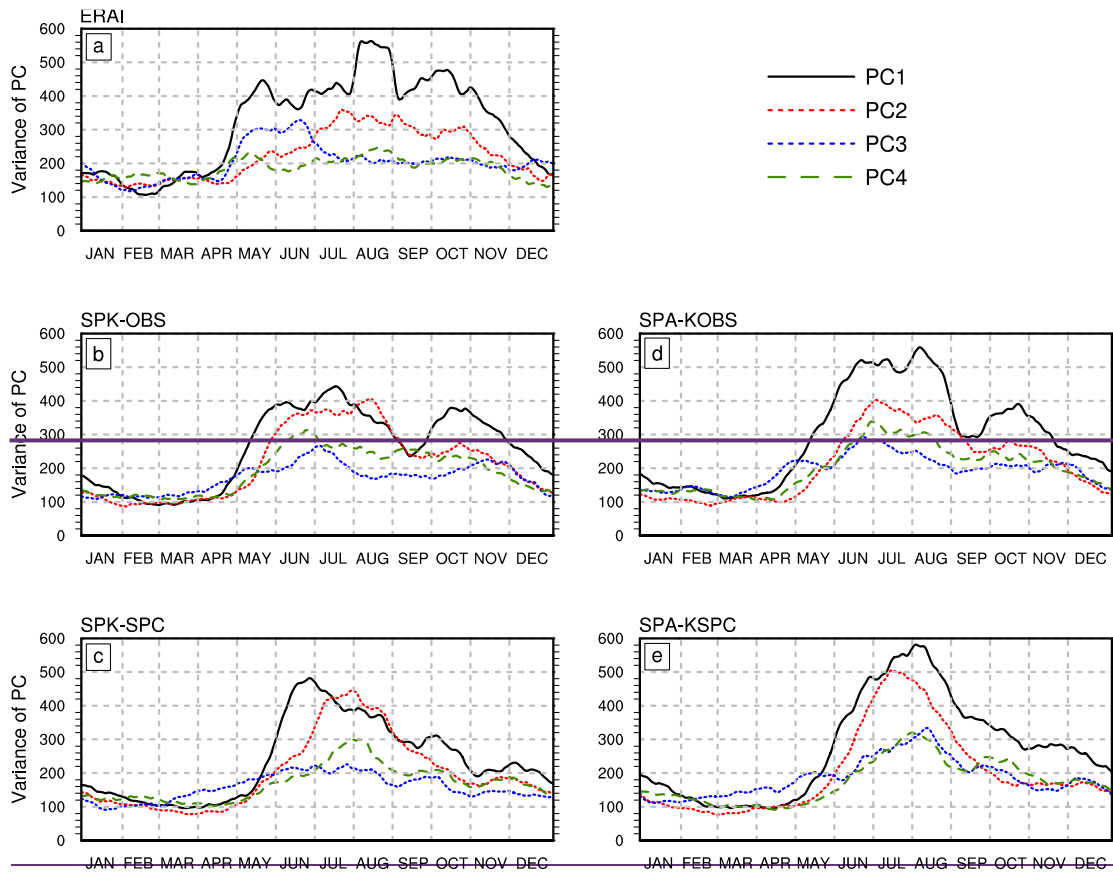 ERAI
a
Variance of PC
600
500
400
300
200
100
0
JAN FEB MAR APR MAY JUN JUL AUG SEP OCT NOV DEC
PC1
PC2
PC3
PC4
SPK-OBS
b
Variance of PC
600
500
400
300
200
100
0
JAN FEB MAR APR MAY JUN JUL AUG SEP OCT NOV DEC
SPA-KOBS
d
600
500
400
300
200
100
0
JAN FEB MAR APR MAY JUN JUL AUG SEP OCT NOV DEC
SPK-SPC
c
Variance of PC
600
500
400
300
200
100
0
JAN FEB MAR APR MAY JUN JUL AUG SEP OCT NOV DEC
SPA-KSPC
e
600
500
400
300
200
100
0
JAN FEB MAR APR MAY JUN JUL AUG SEP OCT NOV DEC